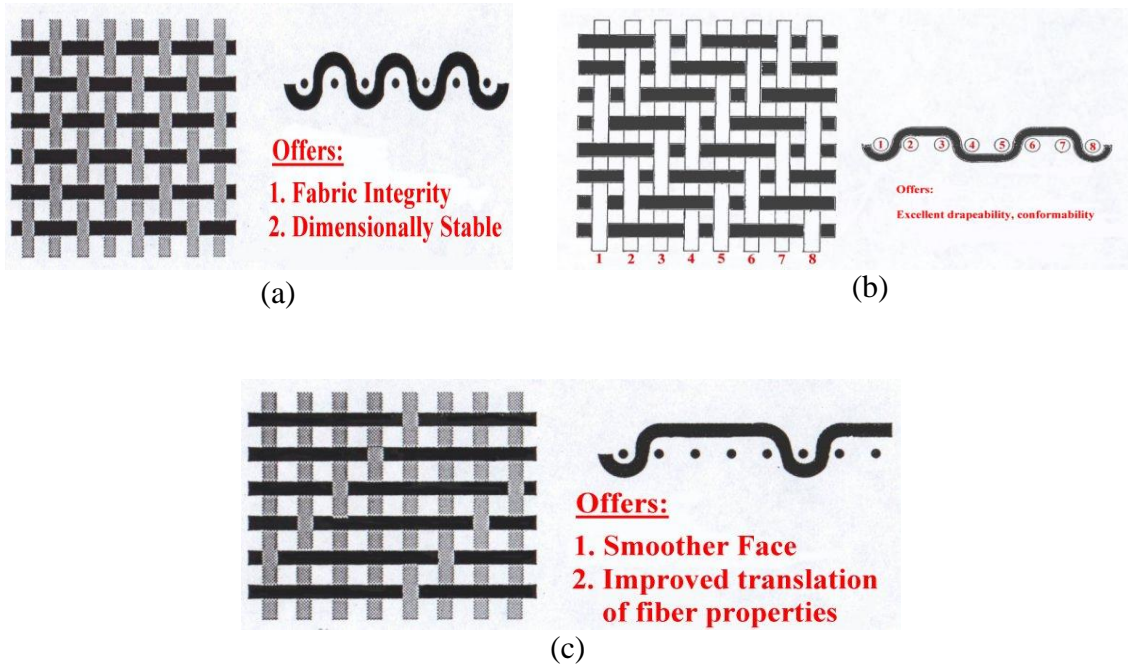 Offers:
1. Fabric Integrity
2. Dimensionally Stable
(a)
1 2 3 4 5 6 7 8
1 2 3 4 5 6 7 8
Offers:
Excellent drapeability, conformability
(b)
Offers:
1. Smoother Face
2. Improved translation
of fiber properties
(c)